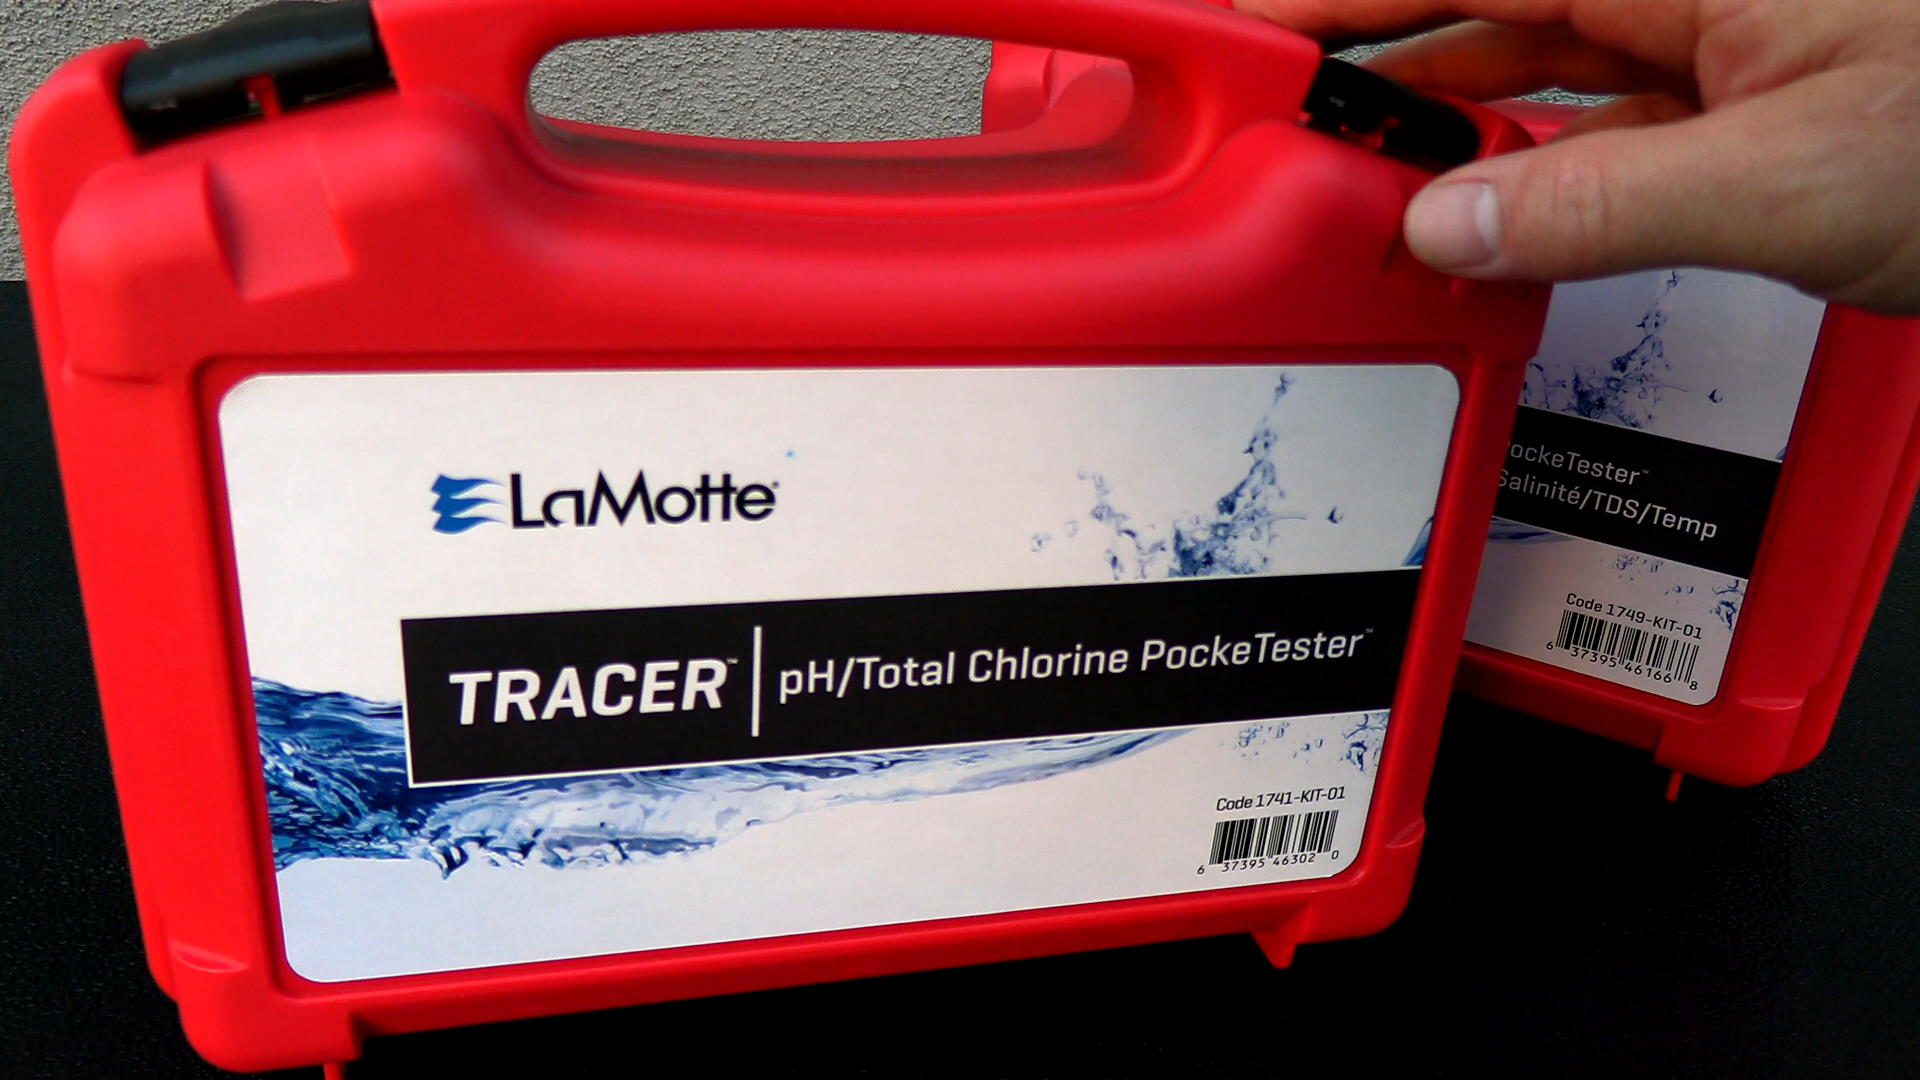 LaMotte®
TRACER™ | pH/Total Chlorine PockeTester™
Code 1741-KIT-01
6 37395 46302 0
ockeTester™
Salinité/TDS/Temp
Code 1749-KIT-01
6 37395 46166 8